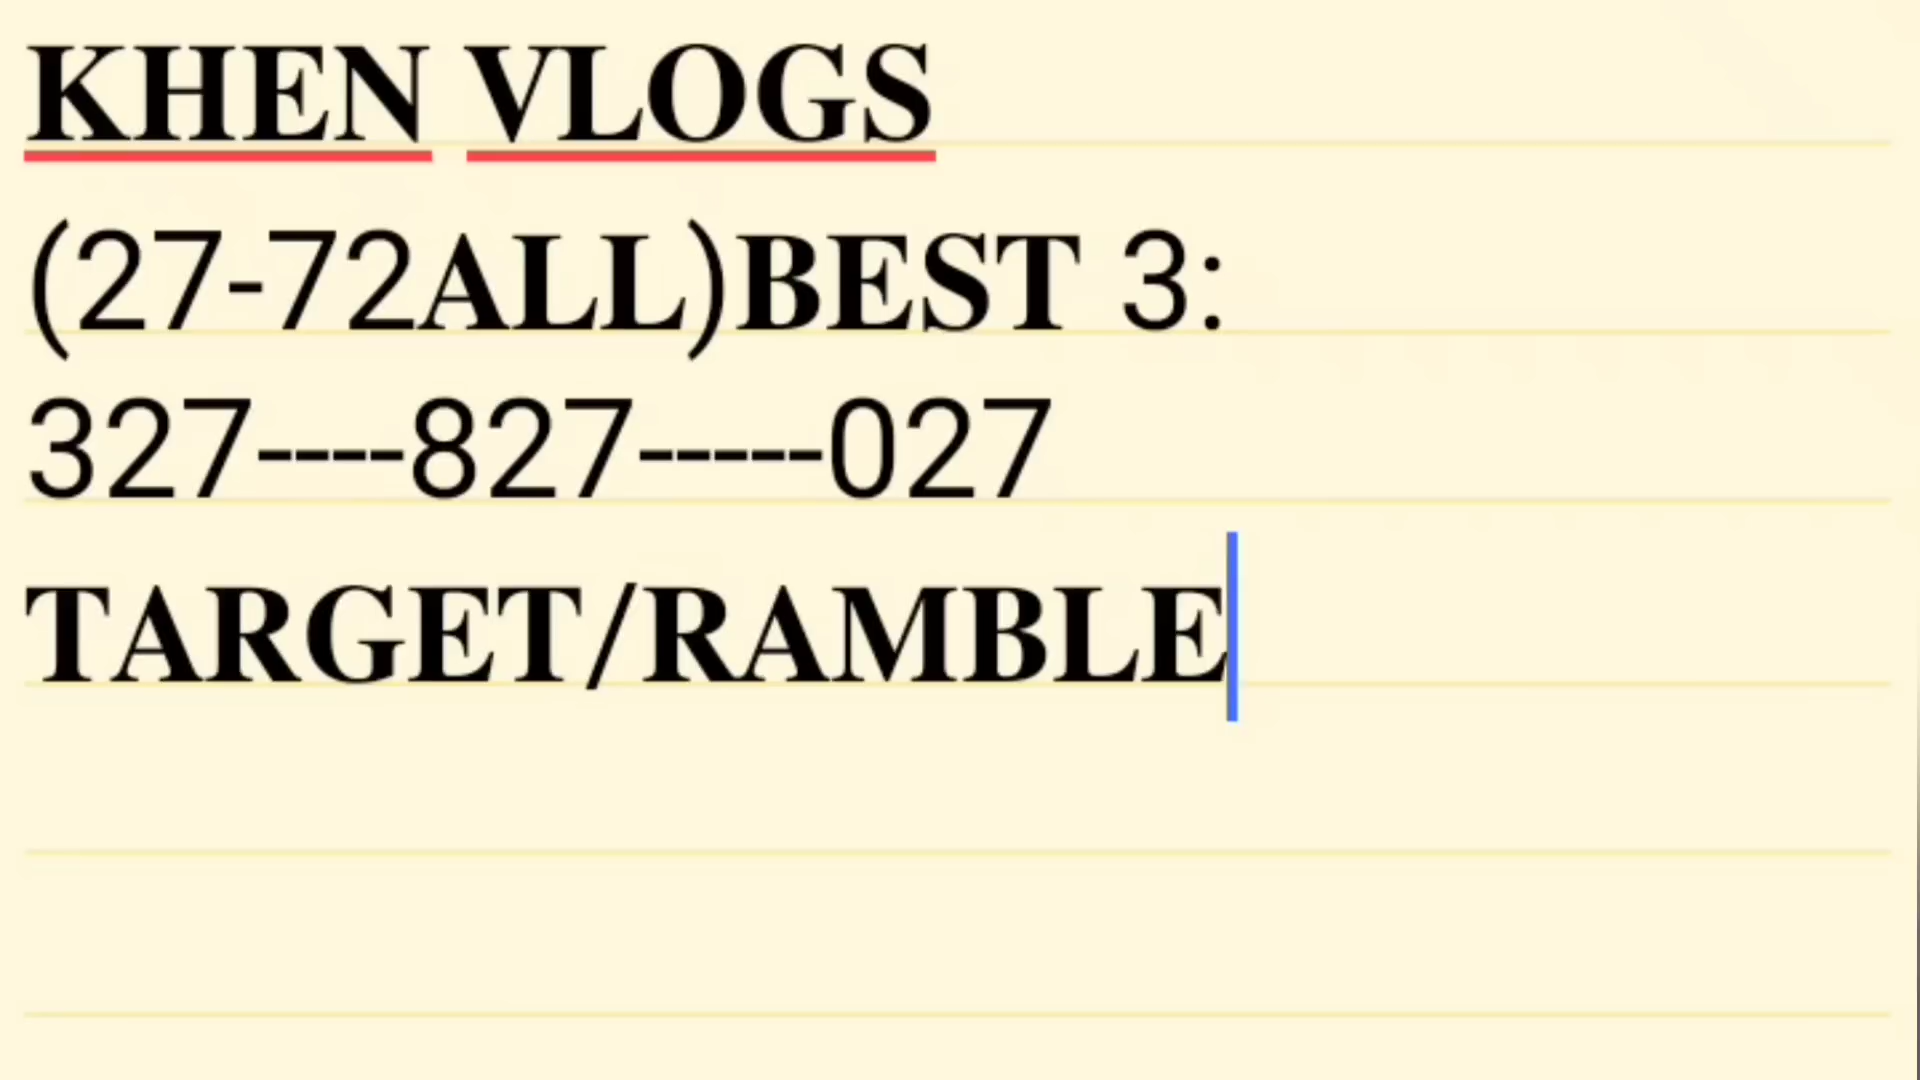 KHEN VLOGS
(27-72ALL)BEST 3:
327----827-----027
TARGET/RAMBLE